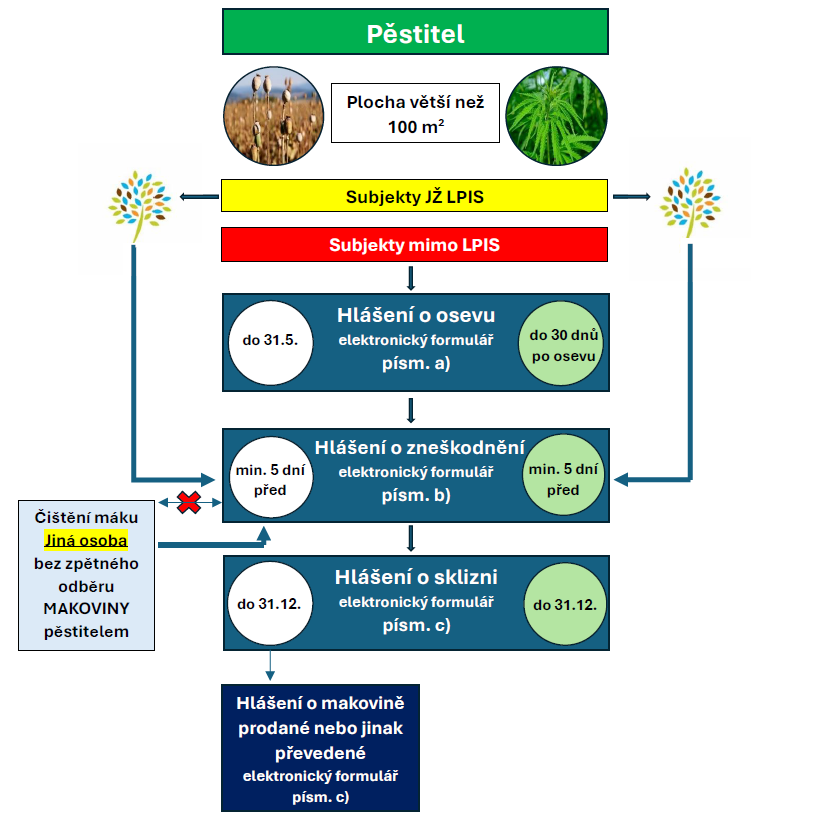 Pěstitel
Plocha větší než
100 m²
Subjekty JŽ LPIS
Subjekty mimo LPIS
do 31.5.
Hlášení o osevu
elektronický formulář
písm. a)
do 30 dnů
po osevu
min. 5 dní
před
Hlášení o zneškodnění
elektronický formulář
písm. b)
min. 5 dní
před
Čištění máku
Jiná osoba
bez zpětného
odběru
MAKOVINY
pěstitelem
do 31.12.
Hlášení o sklizni
elektronický formulář
písm. c)
do 31.12.
Hlášení o makovině
prodané nebo jinak
převedené
elektronický formulář
písm. c)